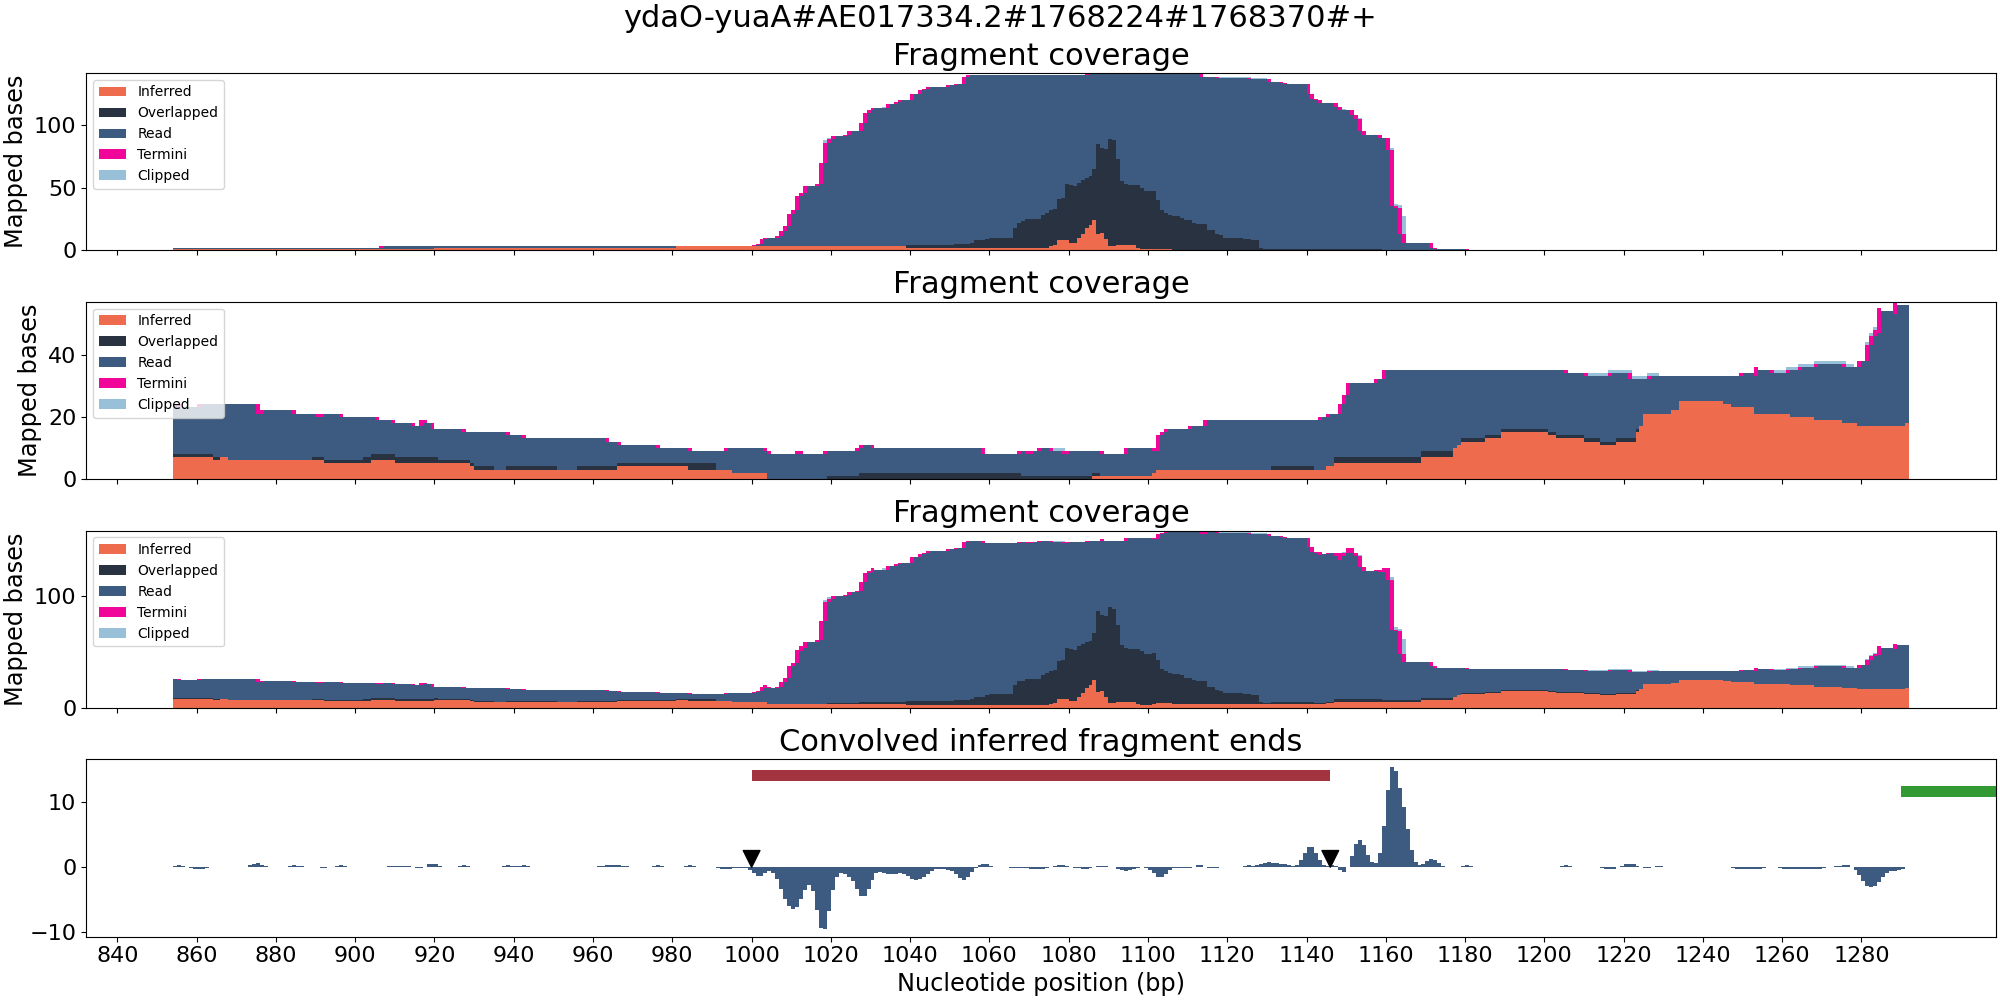 ydaO-yuaA#AE017334.2#1768224#1768370#+
Fragment coverage
Mapped bases
100
50
0
Inferred
Overlapped
Read
Termini
Clipped
Fragment coverage
Mapped bases
40
20
0
Inferred
Overlapped
Read
Termini
Clipped
Fragment coverage
Mapped bases
100
0
Inferred
Overlapped
Read
Termini
Clipped
Convolved inferred fragment ends
10
0
−10
840 860 880 900 920 940 960 980 1000 1020 1040 1060 1080 1100 1120 1140 1160 1180 1200 1220 1240 1260 1280
Nucleotide position (bp)